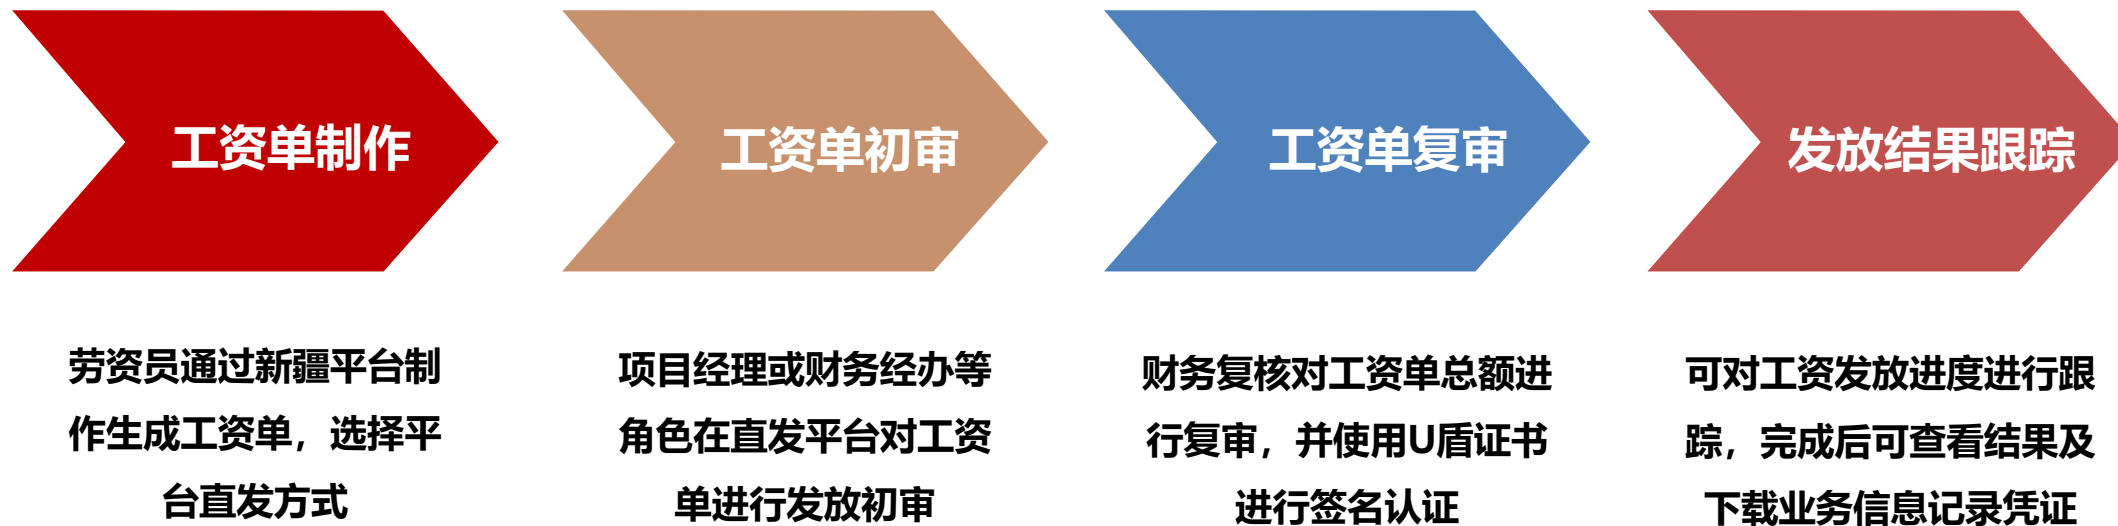 工资单制作
工资单初审
工资单复审
发放结果跟踪
劳资员通过新疆平台制
作生成工资单，选择平
台直发方式
项目经理或财务经办等
角色在直发平台对工资
单进行发放初审
财务复核对工资单总额进
行复审，并使用U盾证书
进行签名认证
可对工资发放进度进行跟
踪，完成后可查看结果及
下载业务信息记录凭证